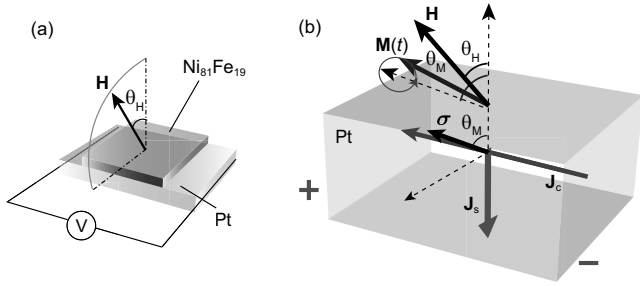 (a)
H
θH
Ni81Fe19
V
Pt
(b)
H
M(t)
θM
θH
Pt
σ
θM
Jc
+
Js
−